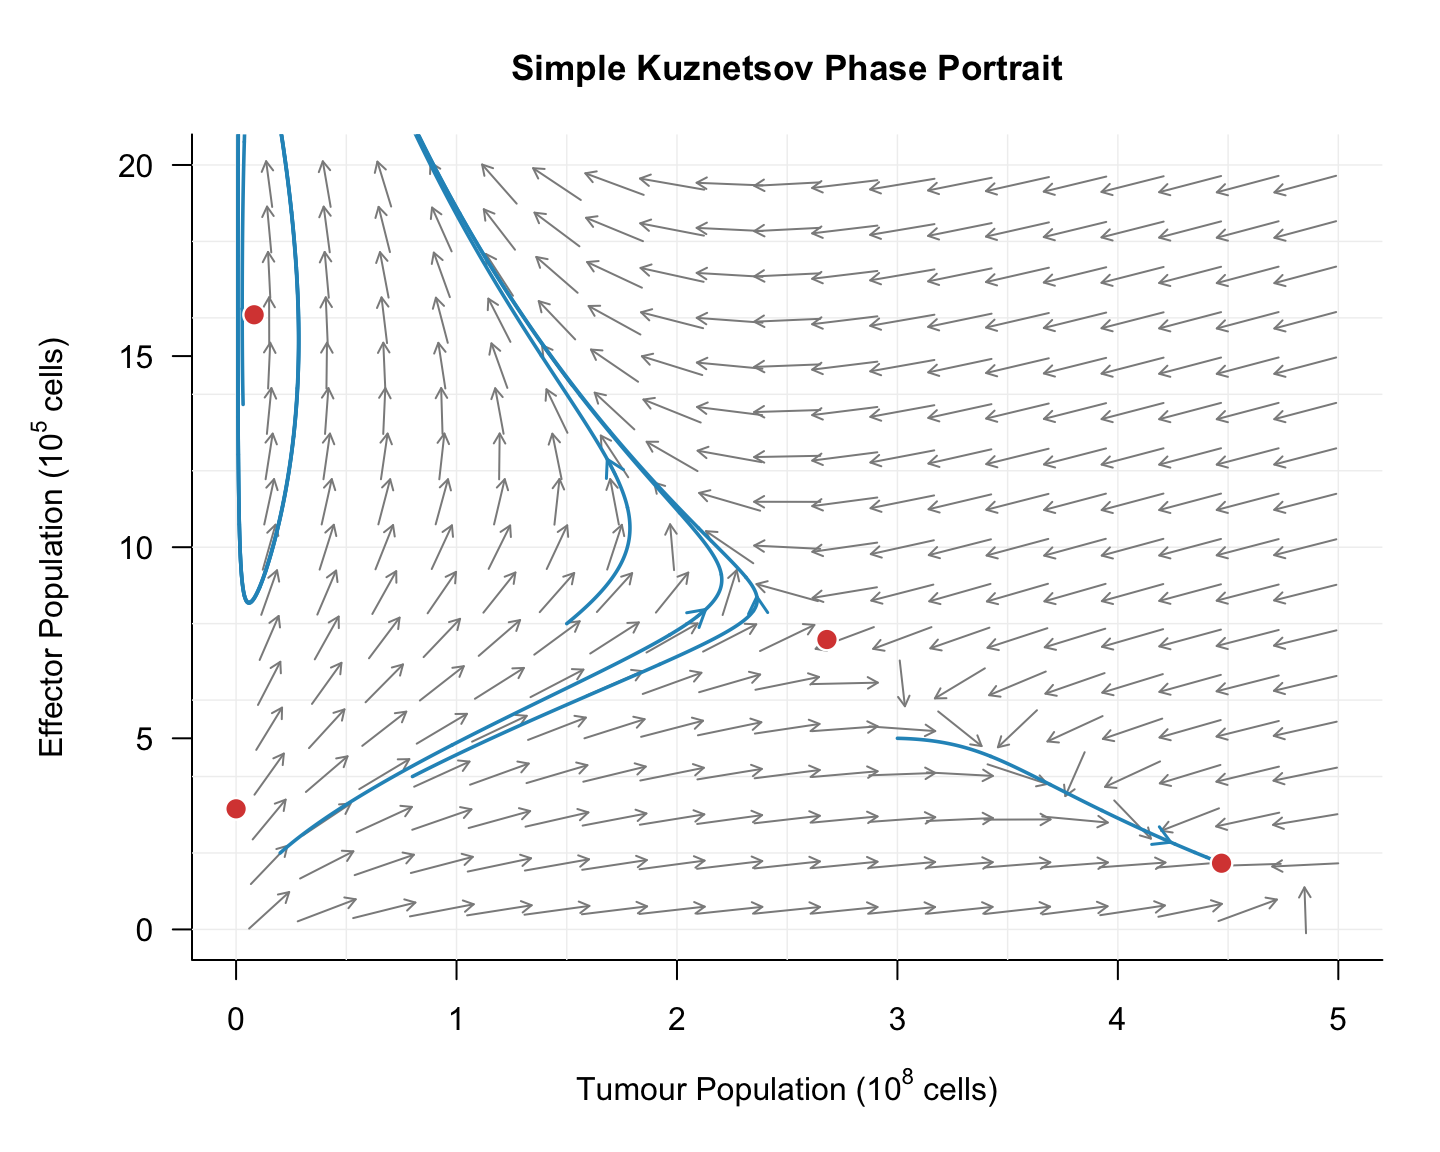 Simple Kuznetsov Phase Portrait
Effector Population (10⁵ cells)
20
15
10
5
0
0 1 2 3 4 5
Tumour Population (10⁸ cells)